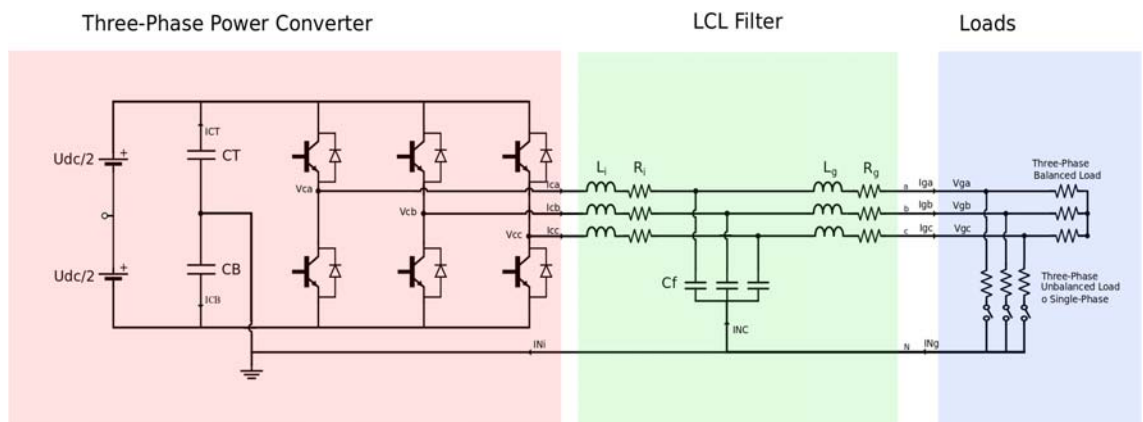 Three-Phase Power Converter
LCL Filter
Loads
ICT
CT
Udc/2
+
Vca
Ica
Vcb
Icb
Vcc
Icc
Udc/2
+
CB
ICB
INi
Li
Ri
Lg
Rg
Cf
INC
a
Iga
Vga
b
Igb
Vgb
c
Igc
Vgc
N
INg
Three-Phase
Balanced Load
Three-Phase
Unbalanced Load
o Single-Phase